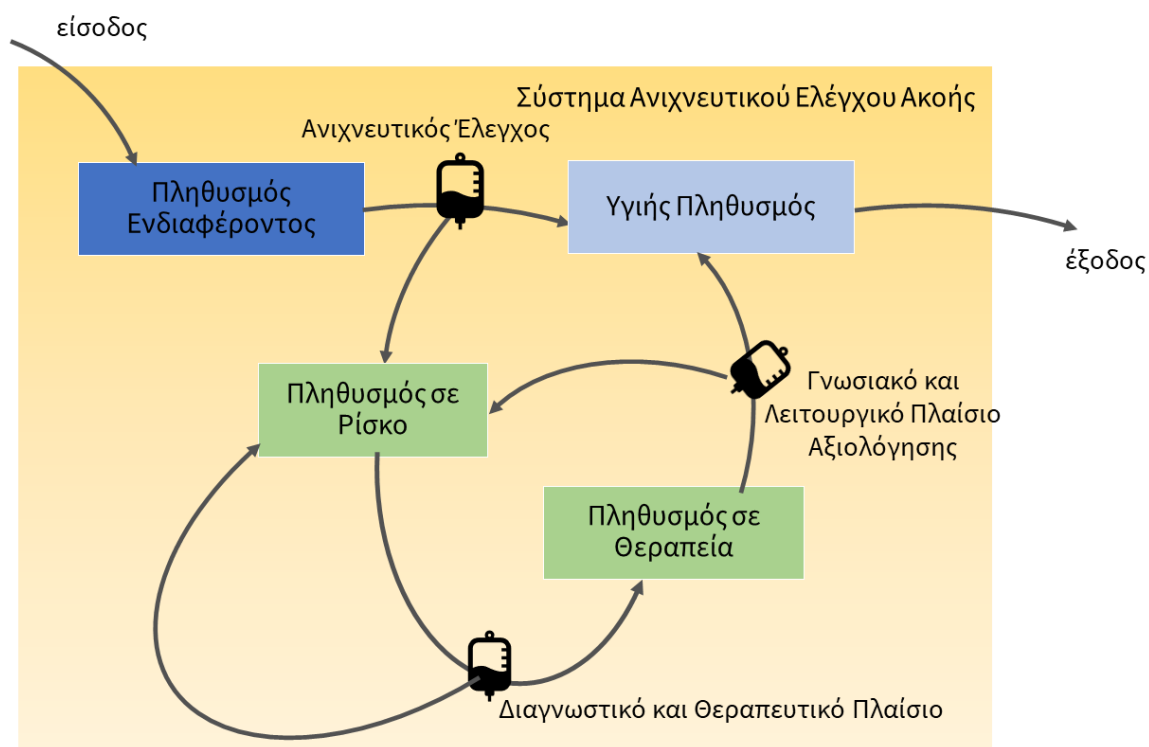 είσοδος
Σύστημα Ανιχνευτικού Ελέγχου Ακοής
Ανιχνευτικός Έλεγχος
Πληθυσμός
Ενδιαφέροντος
Υγιής Πληθυσμός
έξοδος
Πληθυσμός σε
Ρίσκο
Γνωσιακό και
Λειτουργικό Πλαίσιο
Αξιολόγησης
Πληθυσμός σε
Θεραπεία
Διαγνωστικό και Θεραπευτικό Πλαίσιο